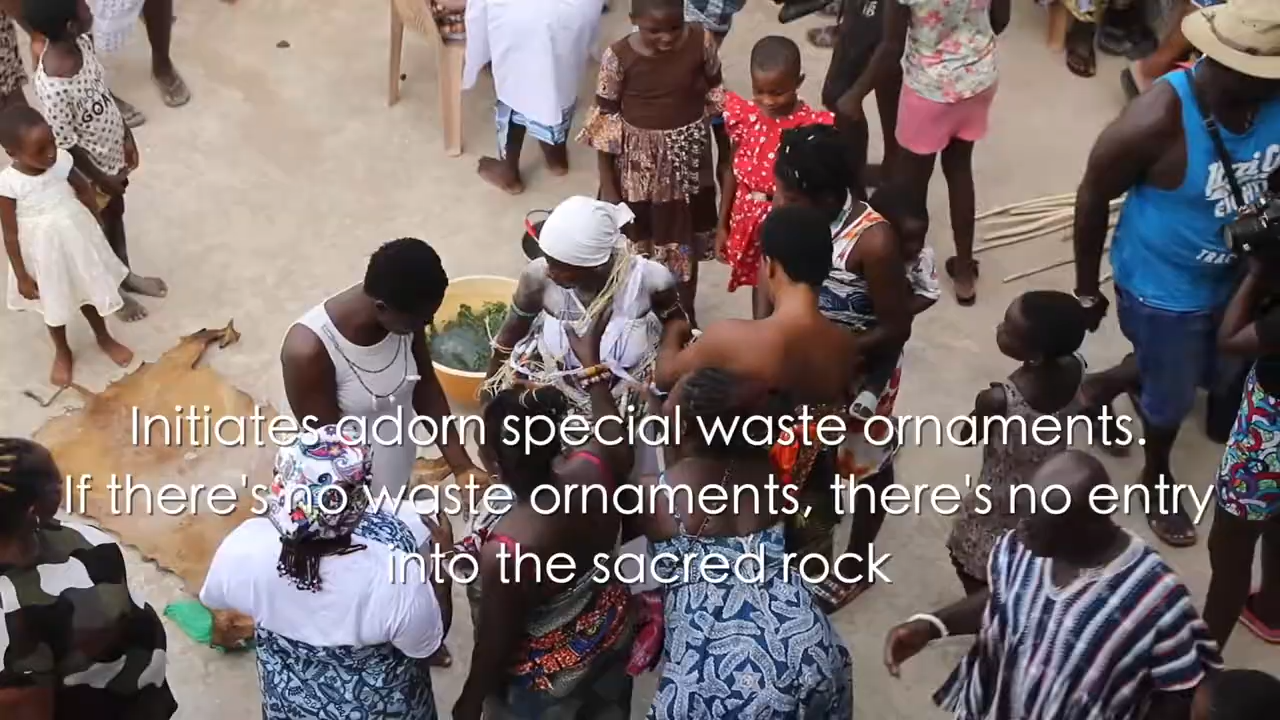 Initiates adorn special waste ornaments.
If there's no waste ornaments, there's no entry
into the sacred rock